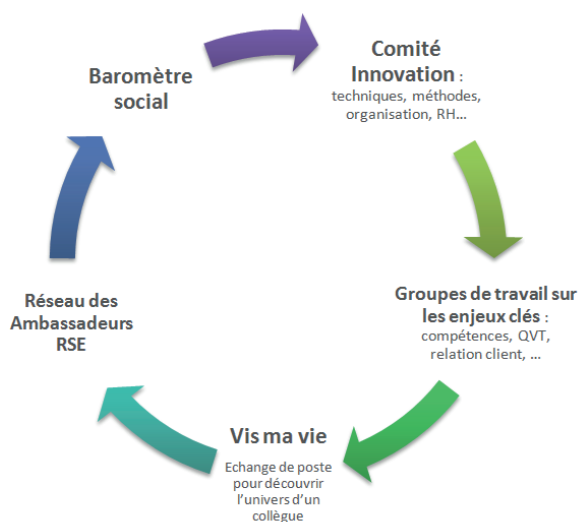 Baromètre
social
Comité
Innovation :
techniques, méthodes,
organisation, RH...
Groupes de travail sur
les enjeux clés :
compétences, QVT,
relation client, ...
Vis ma vie
Echange de poste
pour découvrir
l'univers d'un
collègue
Réseau des
Ambassadeurs
RSE